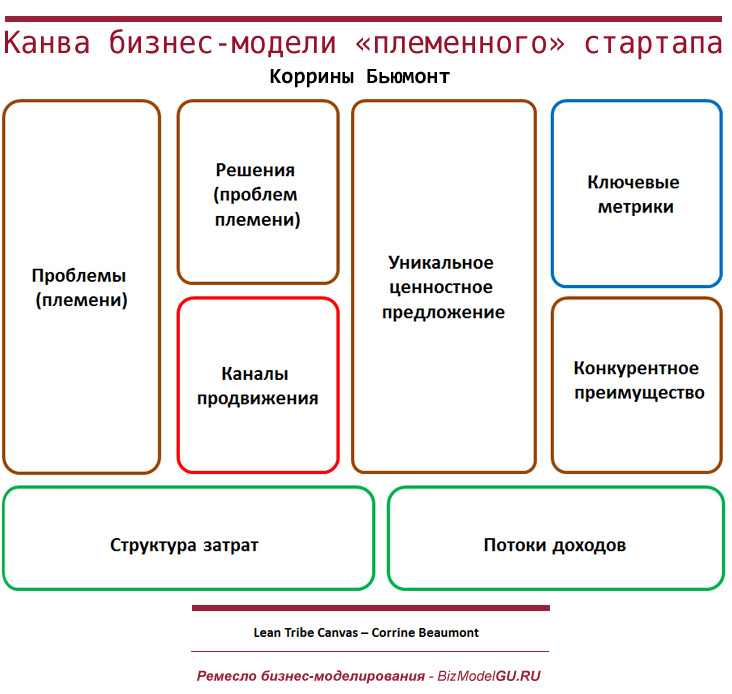 Канва бизнес-модели «племенного» стартапа
Коррины Бьюмонт
Проблемы
(племени)
Решения
(проблем
племени)
Каналы
продвижения
Уникальное
ценностное
предложение
Ключевые
метрики
Конкурентное
преимущество
Структура затрат
Потоки доходов
Lean Tribe Canvas – Corrine Beaumont
Ремесло бизнес-моделирования - BizModelGU.RU